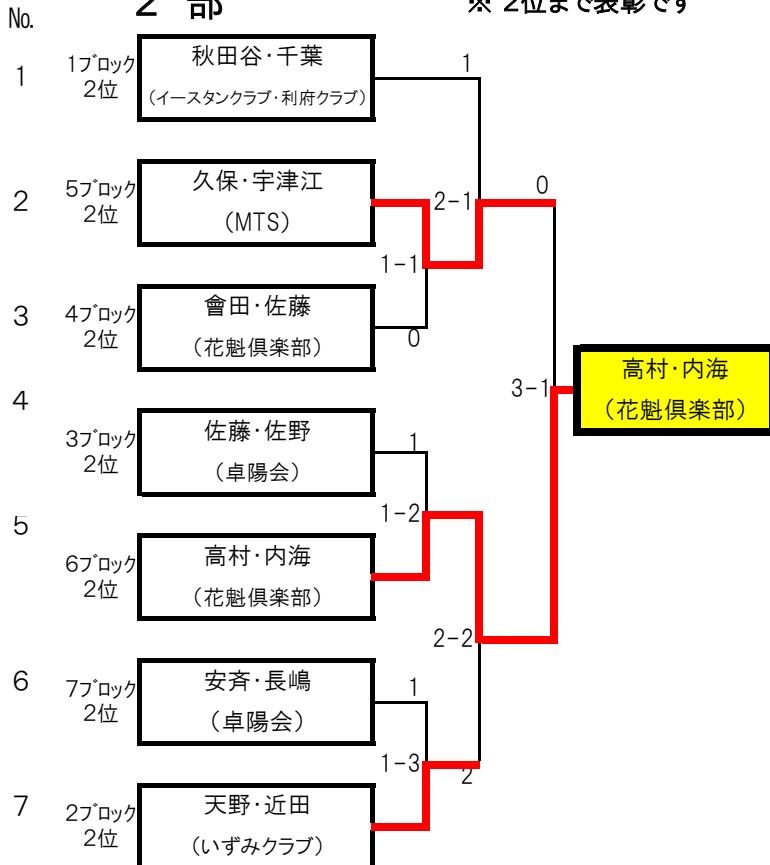 2 部
※ 2位まで表彰です
No.
1
1ブロック
2位
秋田谷・千葉
(イースタンクラブ・利府クラブ)
1
2
5ブロック
2位
久保・宇津江
(MTS)
2-1
0
1-1
3
4ブロック
2位
會田・佐藤
(花魁倶楽部)
0
高村・内海
(花魁倶楽部)
3-1
4
3ブロック
2位
佐藤・佐野
(卓陽会)
1
1-2
5
6ブロック
2位
高村・内海
(花魁倶楽部)
2-2
6
7ブロック
2位
安斉・長嶋
(卓陽会)
1
1-3
2
7
2ブロック
2位
天野・近田
(いずみクラブ)